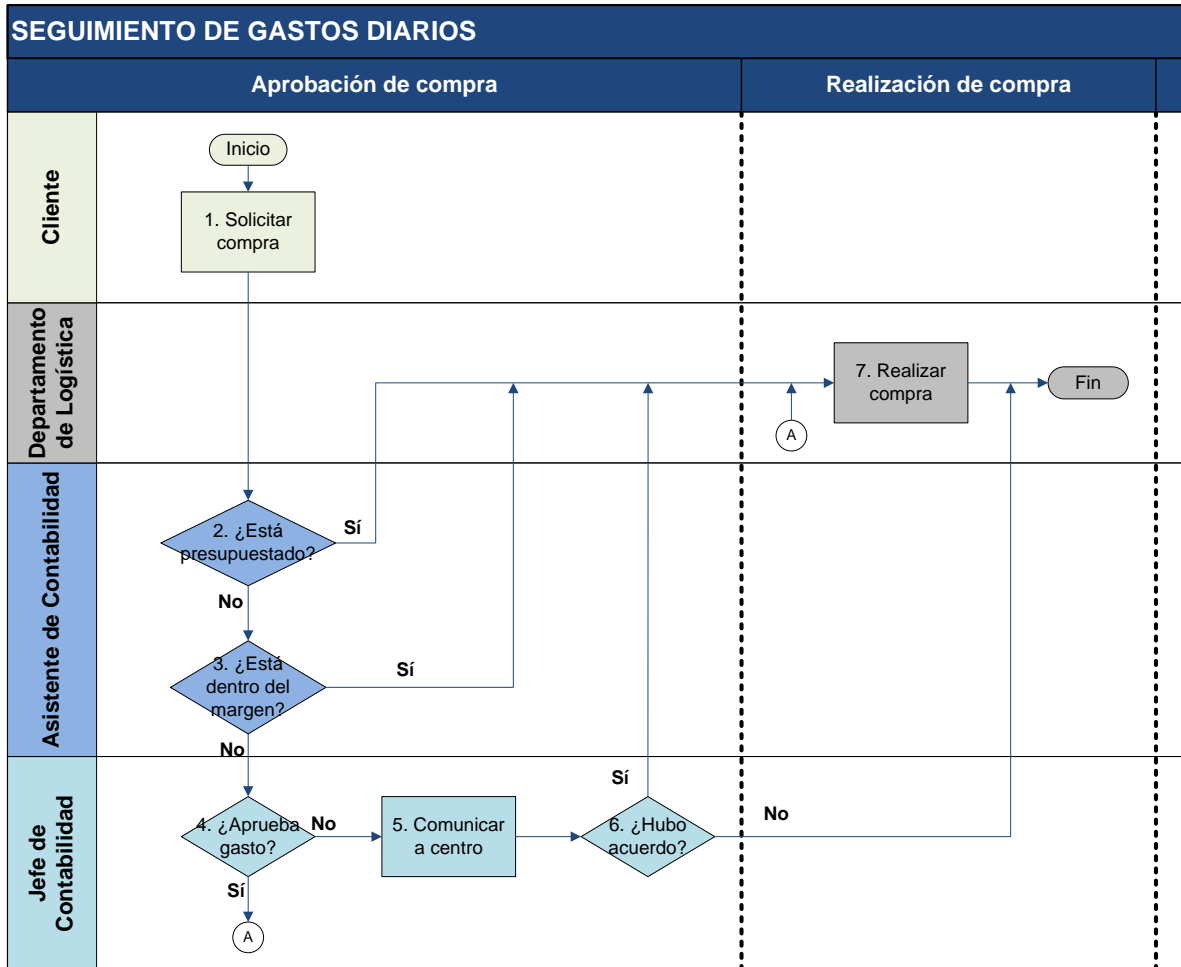 SEGUIMIENTO DE GASTOS DIARIOS
Aprobación de compra
Realización de compra
Cliente
Inicio
1. Solicitar
compra
Departamento
de Logística
7. Realizar
compra
Fin
A
Asistente de Contabilidad
2. ¿Está
presupuestado?
Sí
No
3. ¿Está
dentro del
margen?
Sí
No
Jefe de
Contabilidad
4. ¿Aprueba
gasto?
No
5. Comunicar
a centro
6. ¿Hubo
acuerdo?
Sí
No
Sí
A